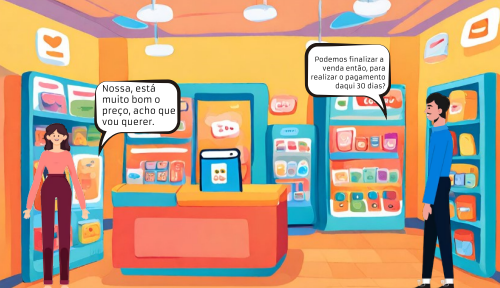 Nossa, está
muito bom o
preço, acho que
vou querer.
Podemos finalizar a
venda então, para
realizar o pagamento
daqui 30 dias?